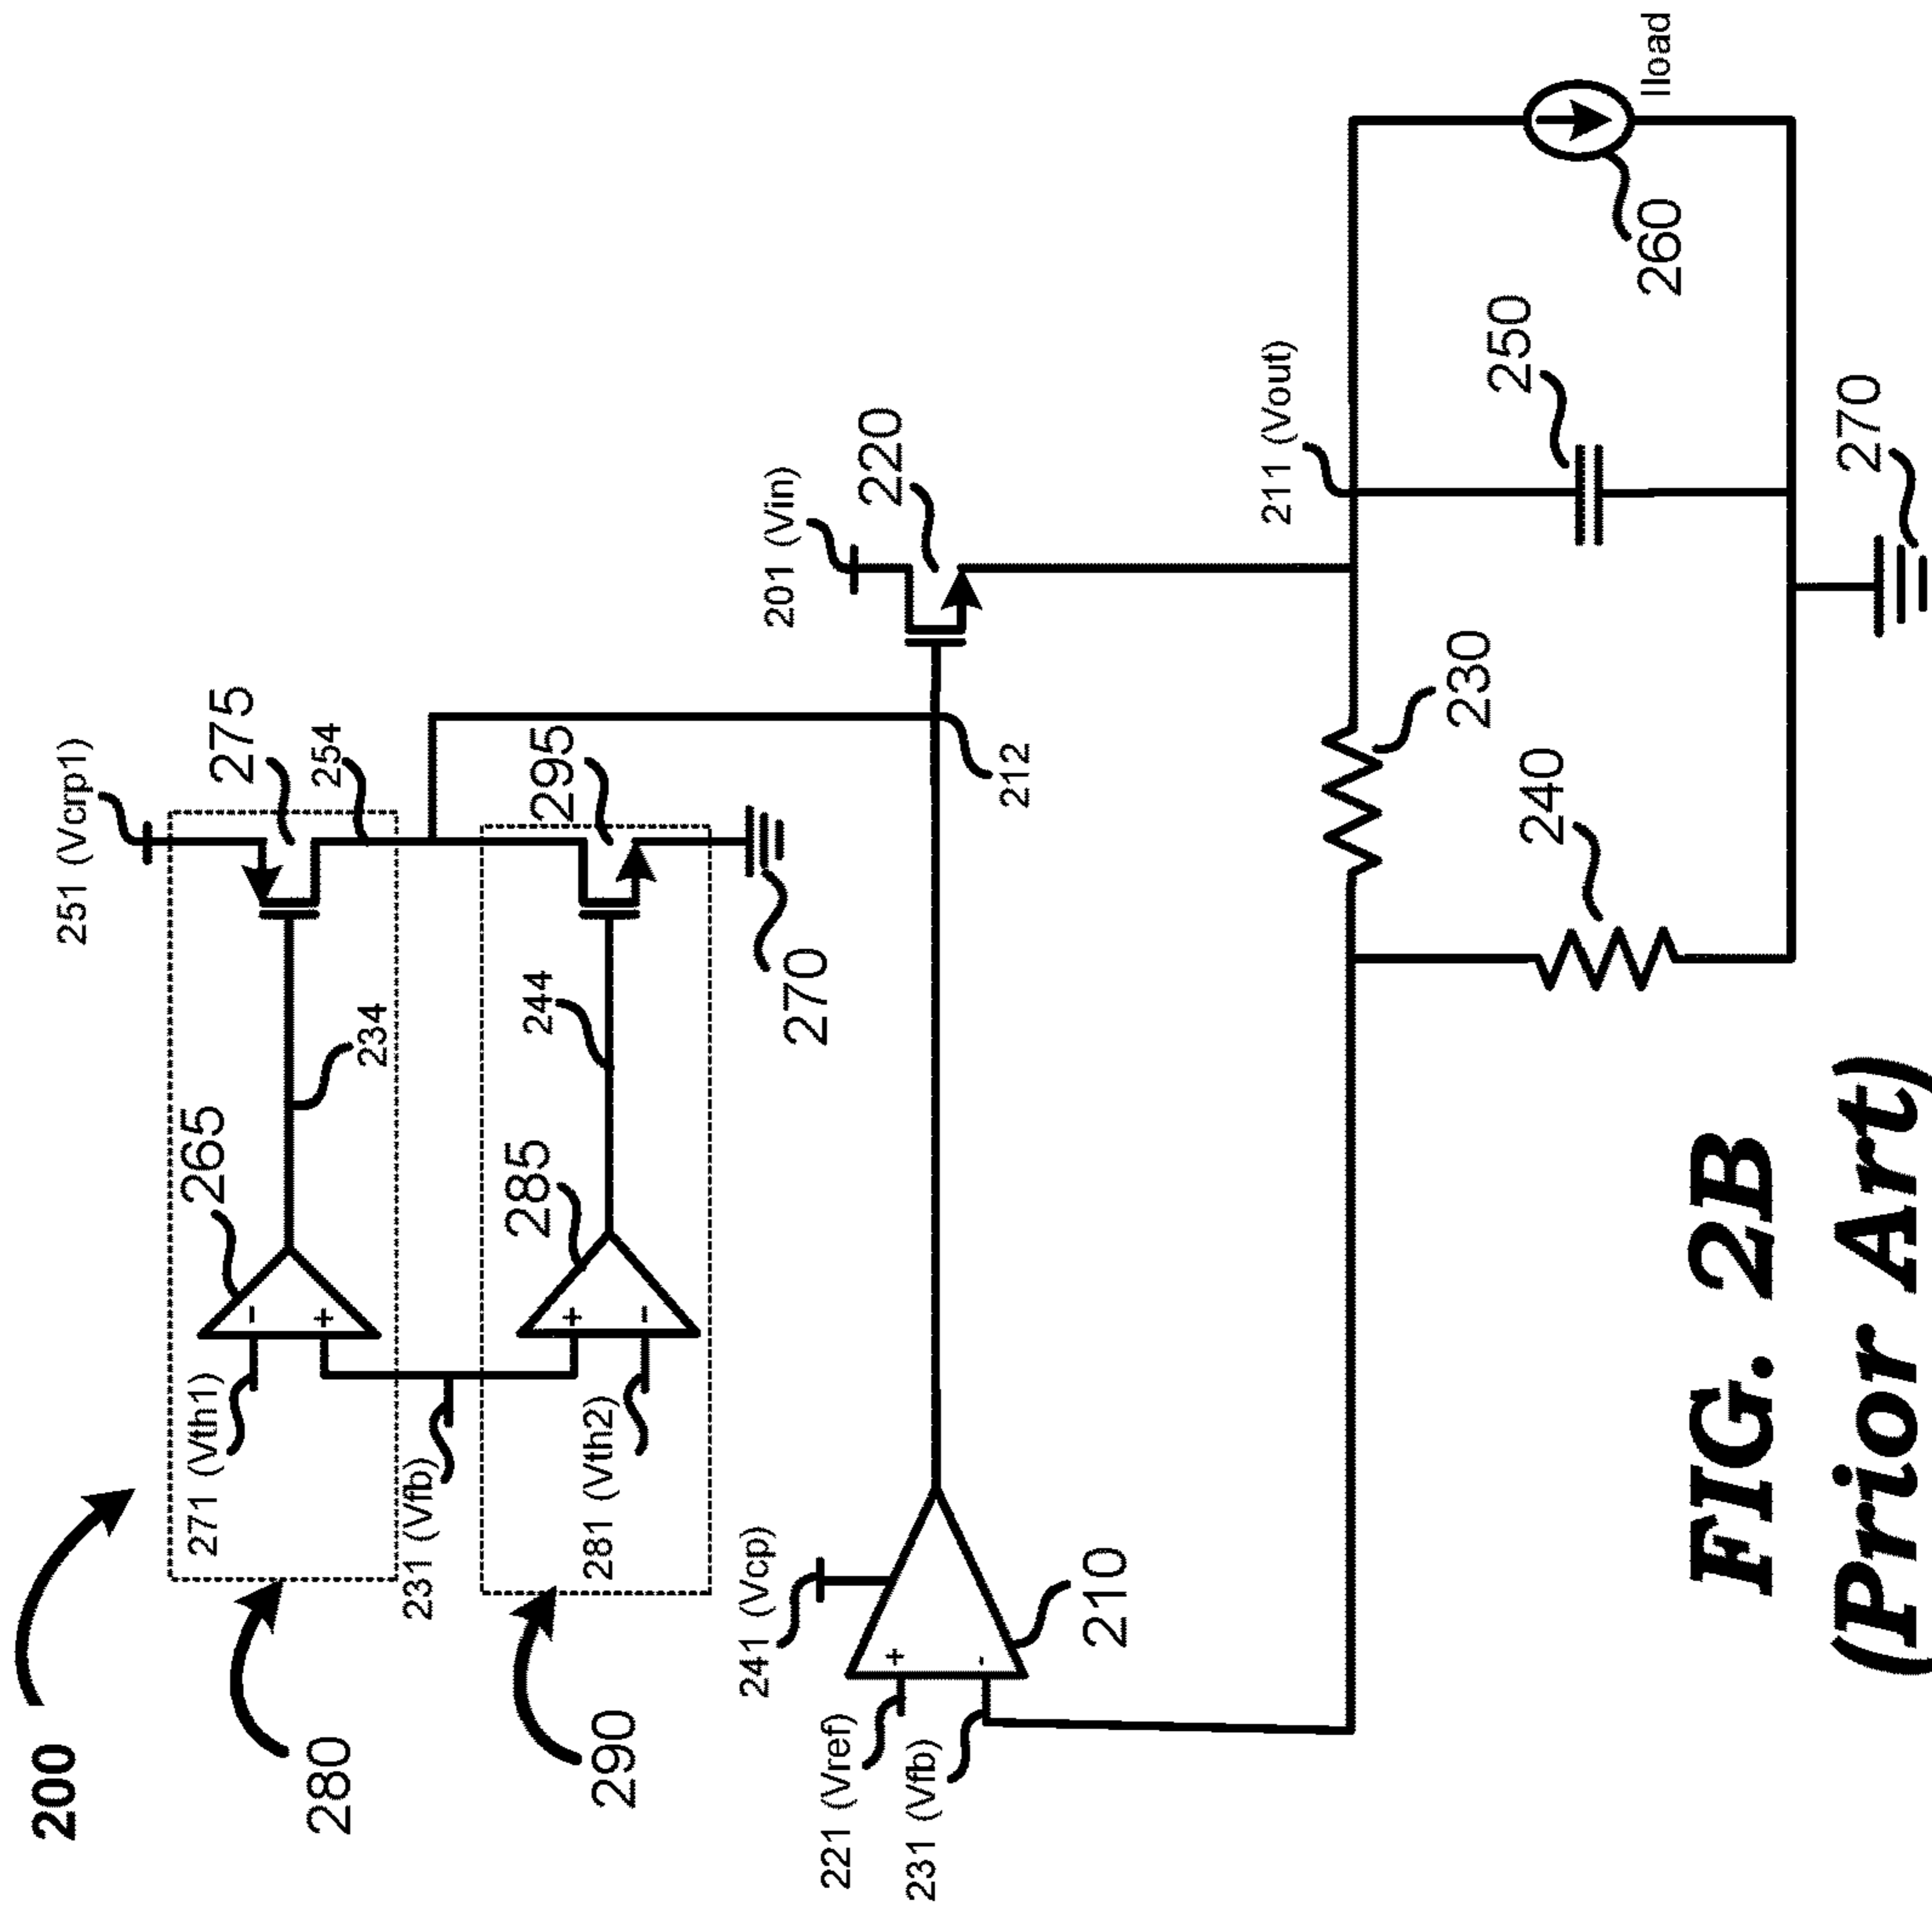 200
280
290
271 (Vth1)
-
+
265
234
251 (Vcrp1)
275
254
231 (Vfb)
281 (Vth2)
+
-
285
244
295
270
212
241 (Vcp)
221 (Vref)
231 (Vfb)
+
-
210
201 (Vin)
220
211 (Vout)
230
240
250
260
Iload
270
FIG. 2B
(Prior Art)